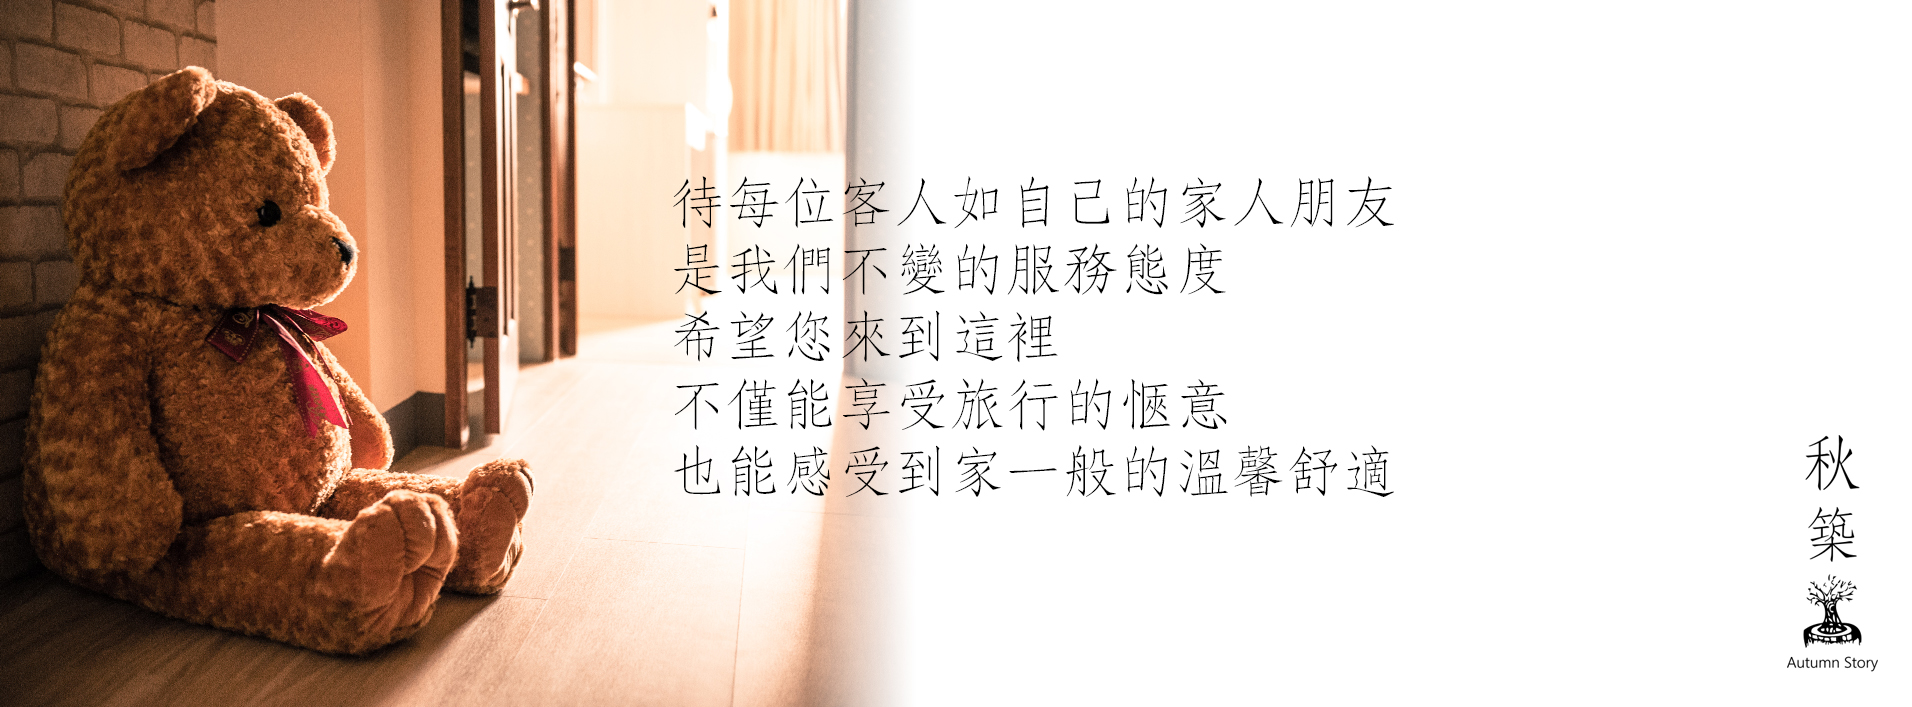 待每位客人如自己的家人朋友
是我們不變的服務態度
希望您來到這裡
不僅能享受旅行的愜意
也能感受到家一般的溫馨舒適
秋築
Autumn Story